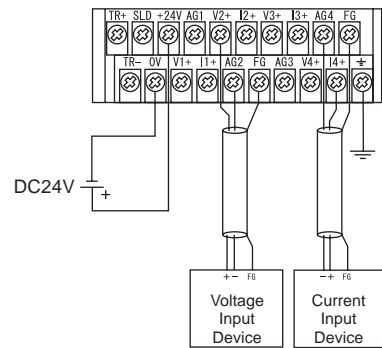 TR+ SLD +24V AG1 V2+ I2+ V3+ I3+ AG4 FG
TR- 0V V1+ I1+ AG2 FG AG3 V4+ I4+ ⏚
DC24V
+
+ - FG
- + FG
Voltage
Input
Device
Current
Input
Device